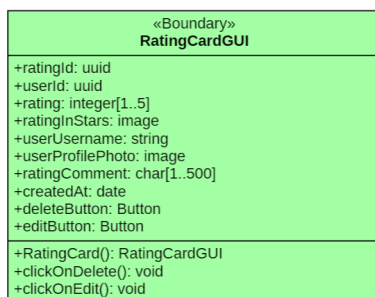 «Boundary»
RatingCardGUI
+ratingId: uuid
+userId: uuid
+rating: integer[1..5]
+ratingInStars: image
+userUsername: string
+userProfilePhoto: image
+ratingComment: char[1..500]
+createdAt: date
+deleteButton: Button
+editButton: Button
+RatingCard(): RatingCardGUI
+clickOnDelete(): void
+clickOnEdit(): void